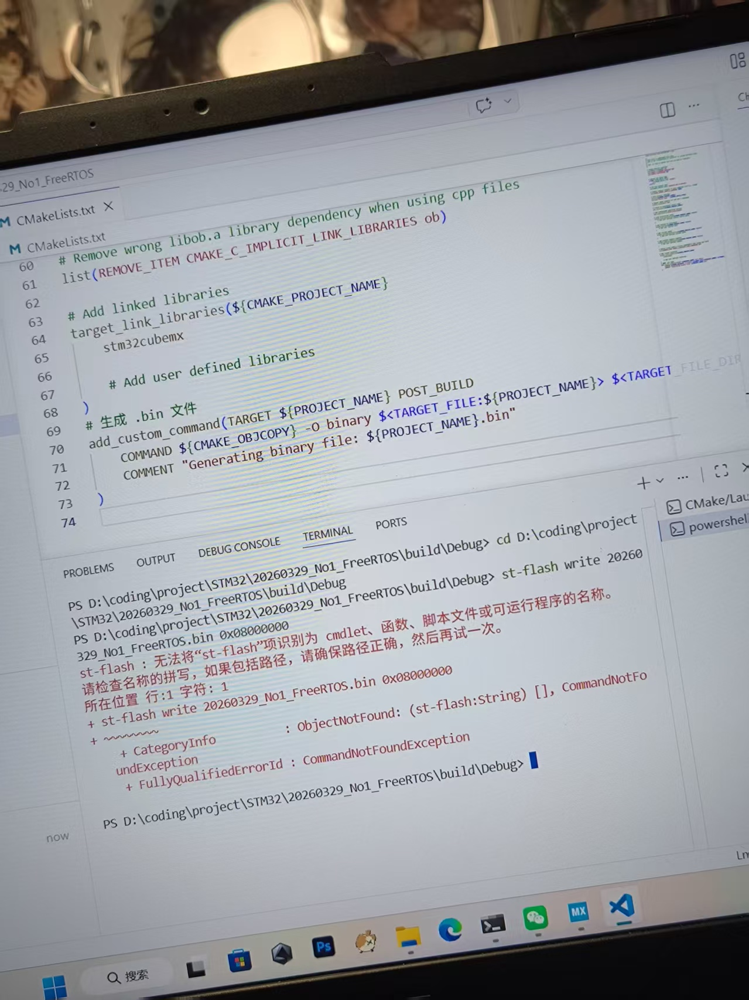 29_No1_FreeRTOS
CMakeLists.txt
CMakeLists.txt
60 # Remove wrong libob.a library dependency when using cpp files
61 list(REMOVE_ITEM CMAKE_C_IMPLICIT_LINK_LIBRARIES ob)
62
63 # Add linked libraries
64 target_link_libraries(${CMAKE_PROJECT_NAME}
65 stm32cubemx
66
67 # Add user defined libraries
68 )
69 # 生成 .bin 文件
70 add_custom_command(TARGET ${PROJECT_NAME} POST_BUILD
71 COMMAND ${CMAKE_OBJCOPY} -O binary $<TARGET_FILE:${PROJECT_NAME}> $<TARGET_FILE_DIR
72 COMMENT "Generating binary file: ${PROJECT_NAME}.bin"
73 )
74
PROBLEMS OUTPUT DEBUG CONSOLE TERMINAL PORTS
CMake/Lau
powershell
PS D:\coding\project\STM32\20260329_No1_FreeRTOS\build\Debug> cd D:\coding\project
\STM32\20260329_No1_FreeRTOS\build\Debug
PS D:\coding\project\STM32\20260329_No1_FreeRTOS\build\Debug> st-flash write 20260
329_No1_FreeRTOS.bin 0x08000000
st-flash : 无法将“st-flash”项识别为 cmdlet、函数、脚本文件或可运行程序的名称。
请检查名称的拼写，如果包括路径，请确保路径正确，然后再试一次。
所在位置 行:1 字符: 1
+ st-flash write 20260329_No1_FreeRTOS.bin 0x08000000
+ ~~~~~~~~
+ CategoryInfo : ObjectNotFound: (st-flash:String) [], CommandNotFo
undException
+ FullyQualifiedErrorId : CommandNotFoundException
PS D:\coding\project\STM32\20260329_No1_FreeRTOS\build\Debug>
now
搜索
Ps
MX